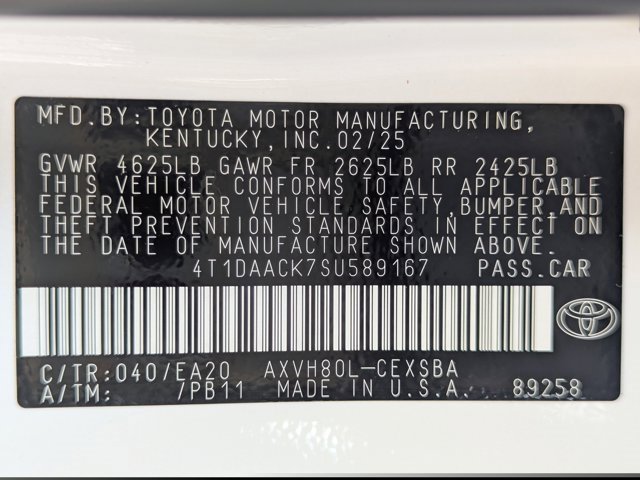 MFD.BY:TOYOTA MOTOR MANUFACTURING,
KENTUCKY,INC.02/25
GVWR 4625LB GAWR FR 2625LB RR 2425LB
THIS VEHICLE CONFORMS TO ALL APPLICABLE
FEDERAL MOTOR VEHICLE SAFETY,BUMPER,AND
THEFT PREVENTION STANDARDS IN EFFECT ON
THE DATE OF MANUFACTURE SHOWN ABOVE.
4T1DAACK7SU589167 PASS.CAR
C/TR:040/EA20 AXVH80L-CEXSBA
A/TM: /PB11 MADE IN U.S.A. 89258